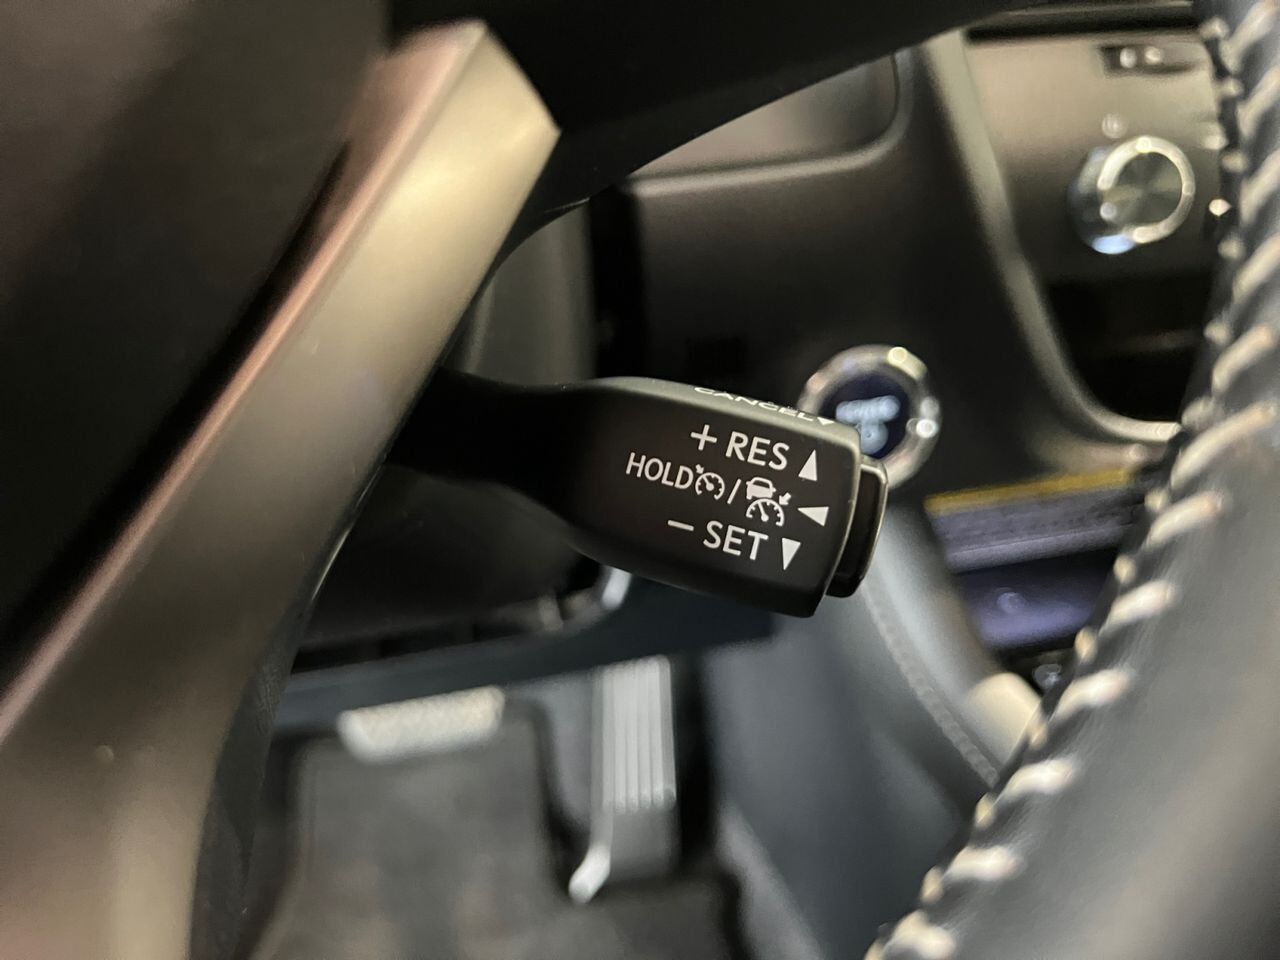 CANCEL▼
+ RES ▲
HOLD / ◀
− SET ▼